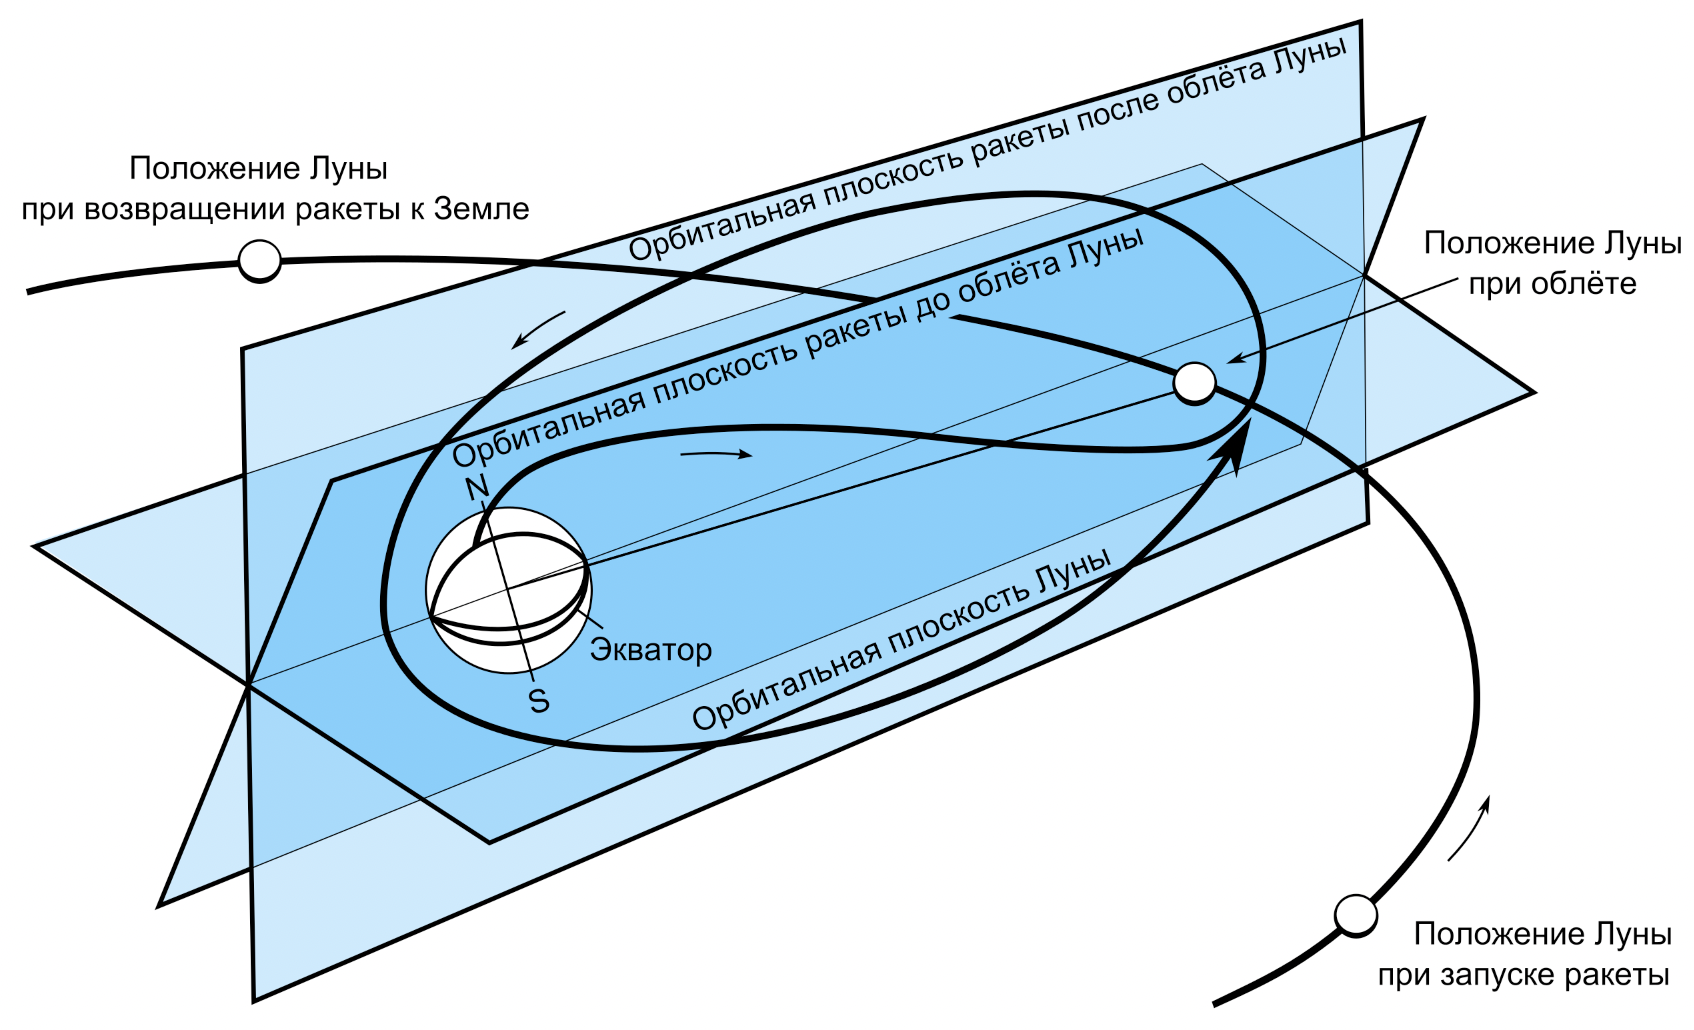 Орбитальная плоскость ракеты после облёта Луны
Положение Луны
при возвращении ракеты к Земле
Орбитальная плоскость ракеты до облёта Луны
Положение Луны
при облёте
N
Экватор
S
Орбитальная плоскость Луны
Положение Луны
при запуске ракеты